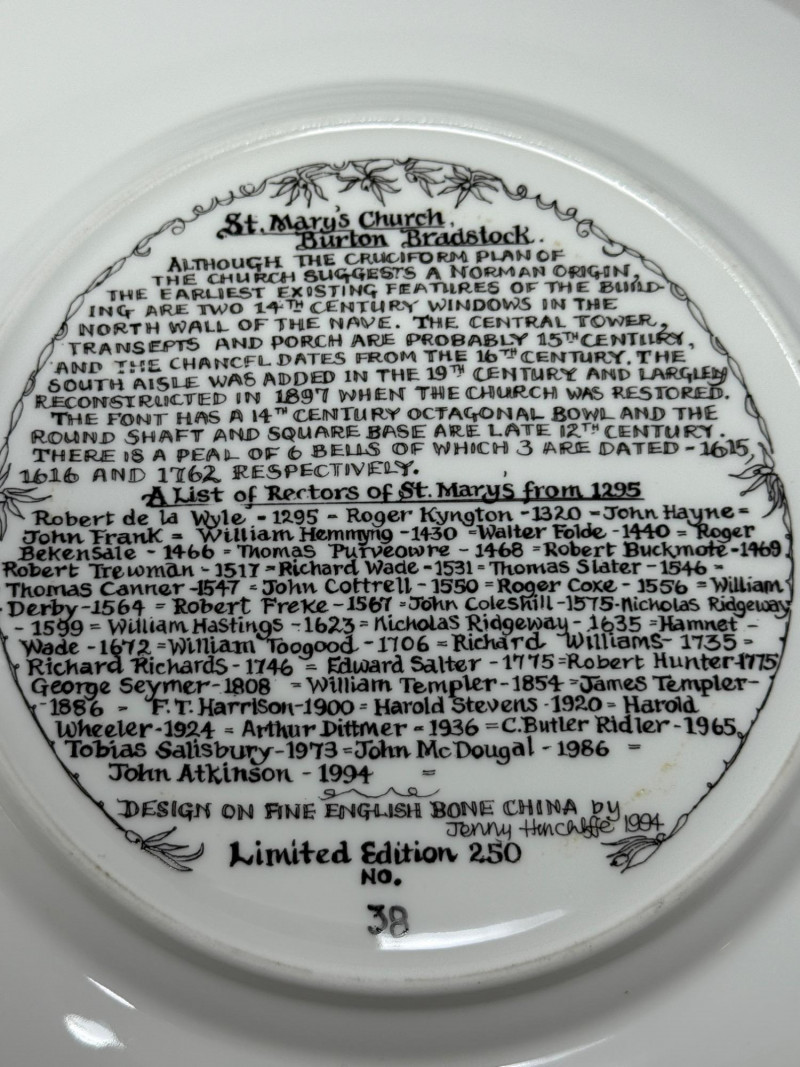 St. Mary's Church,
Burton Bradstock.
ALTHOUGH THE CRUCIFORM PLAN OF
THE CHURCH SUGGESTS A NORMAN ORIGIN,
THE EARLIEST EXISTING FEATURES OF THE BUILD-
ING ARE TWO 14TH CENTURY WINDOWS IN THE
NORTH WALL OF THE NAVE. THE CENTRAL TOWER,
TRANSEPTS AND PORCH ARE PROBABLY 15TH CENTURY,
AND THE CHANCEL DATES FROM THE 16TH CENTURY. THE
SOUTH AISLE WAS ADDED IN THE 19TH CENTURY AND LARGELY
RECONSTRUCTED IN 1897 WHEN THE CHURCH WAS RESTORED.
THE FONT HAS A 14TH CENTURY OCTAGONAL BOWL AND THE
ROUND SHAFT AND SQUARE BASE ARE LATE 12TH CENTURY.
THERE IS A PEAL OF 6 BELLS OF WHICH 3 ARE DATED - 1615,
1616 AND 1762 RESPECTIVELY.
A List of Rectors of St. Mary's from 1295
Robert de la Wyle - 1295 - Roger Kyngton - 1320 - John Hayne =
John Frank = William Hemmyng - 1430 = Walter Folde - 1440 = Roger
Bekensale - 1466 = Thomas Purveowre - 1468 = Robert Buckmote - 1469
Robert Trewman - 1517 = Richard Wade - 1531 = Thomas Slater - 1546 -
Thomas Canner - 1547 = John Cottrell - 1550 = Roger Coxe - 1556 = William
Derby - 1564 = Robert Freke - 1567 = John Coleshill - 1575 - Nicholas Ridgeway
- 1599 = William Hastings - 1623 = Nicholas Ridgeway - 1635 = Hamnet -
Wade - 1672 = William Toogood - 1706 = Richard Williams - 1735 =
Richard Richards - 1746 = Edward Salter - 1775 = Robert Hunter - 1775
George Seymer - 1808 = William Templer - 1854 = James Templer -
- 1886 = F.T. Harrison - 1900 = Harold Stevens - 1920 = Harold
Wheeler - 1924 = Arthur Dittmer - 1936 = C. Butler Ridler - 1965,
Tobias Salisbury - 1973 = John McDougal - 1986 =
John Atkinson - 1994 =
DESIGN ON FINE ENGLISH BONE CHINA by
Jenny Hinchliffe 1994
Limited Edition 250
NO.
38